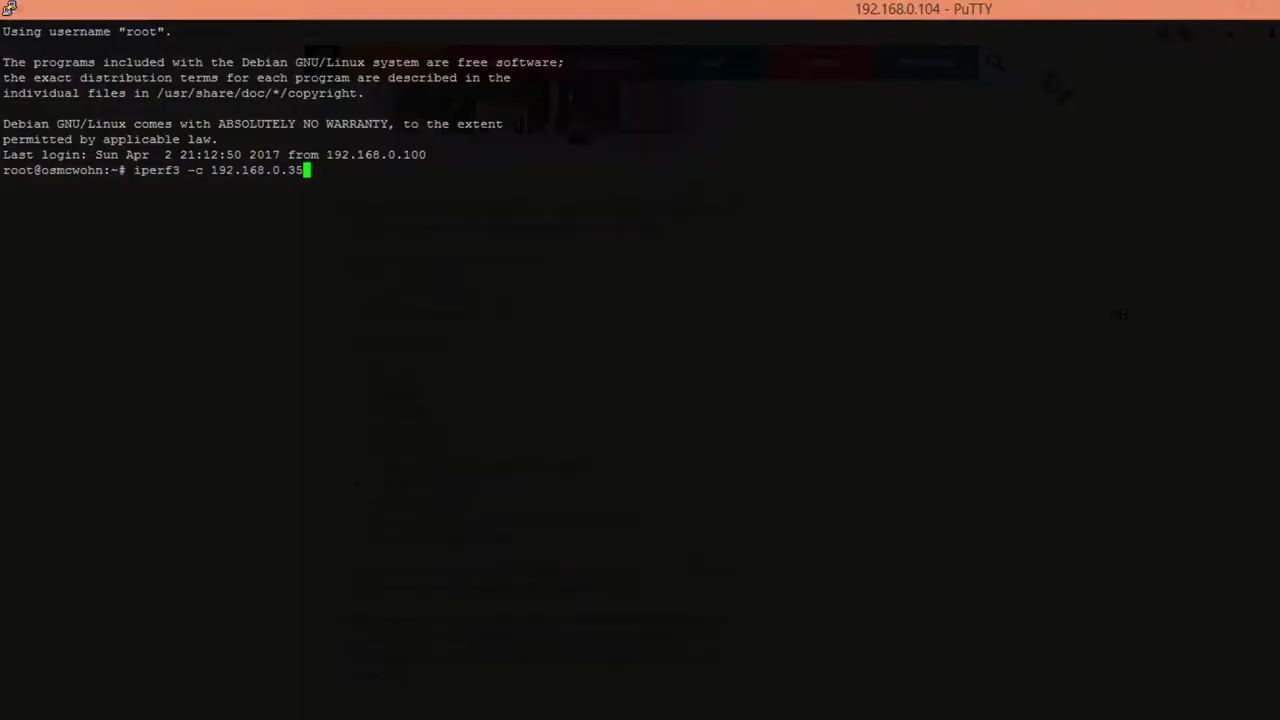 192.168.0.104 - PuTTY
Using username "root".
The programs included with the Debian GNU/Linux system are free software;
the exact distribution terms for each program are described in the
individual files in /usr/share/doc/*/copyright.
Debian GNU/Linux comes with ABSOLUTELY NO WARRANTY, to the extent
permitted by applicable law.
Last login: Sun Apr  2 21:12:50 2017 from 192.168.0.100
root@osmcwohn:~# iperf3 -c 192.168.0.35